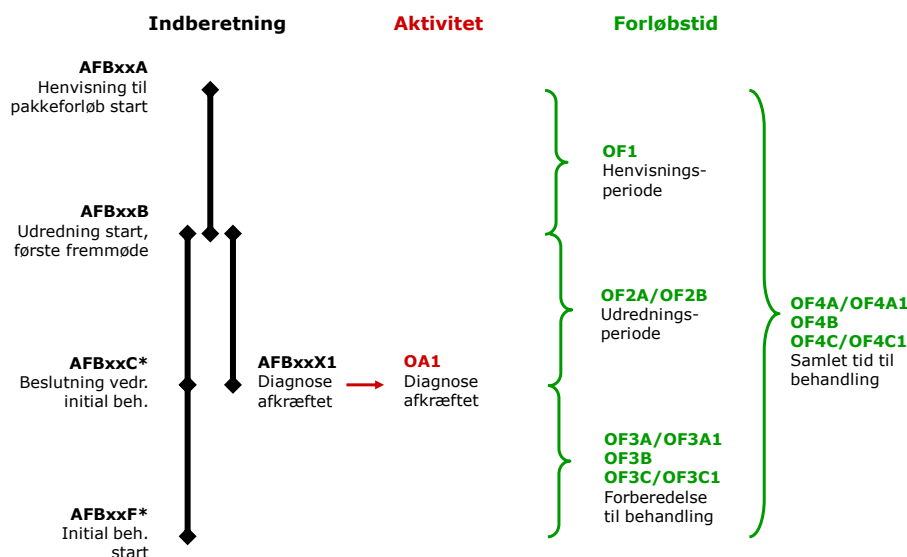 Indberetning
Aktivitet
Forløbstid
AFBxxA
Henvisning til
pakkeforløb start
OF1
Henvisnings-
periode
AFBxxB
Udredning start,
første fremmøde
OF2A/OF2B
Udrednings-
periode
OF4A/OF4A1
OF4B
OF4C/OF4C1
Samlet tid til
behandling
AFBxxC*
Beslutning vedr.
initial beh.
AFBxxX1
Diagnose
afkræftet
OA1
Diagnose
afkræftet
OF3A/OF3A1
OF3B
OF3C/OF3C1
Forberedelse
til behandling
AFBxxF*
Initial beh.
start